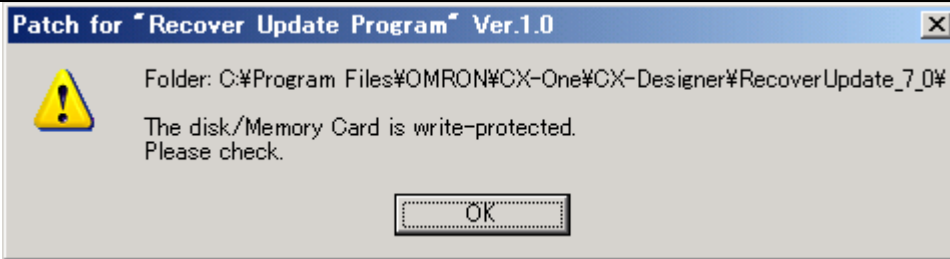 Patch for “Recover Update Program” Ver.1.0
Folder: C:¥Program Files¥OMRON¥CX-One¥CX-Designer¥RecoverUpdate_7_0¥
The disk/Memory Card is write-protected.
Please check.
OK